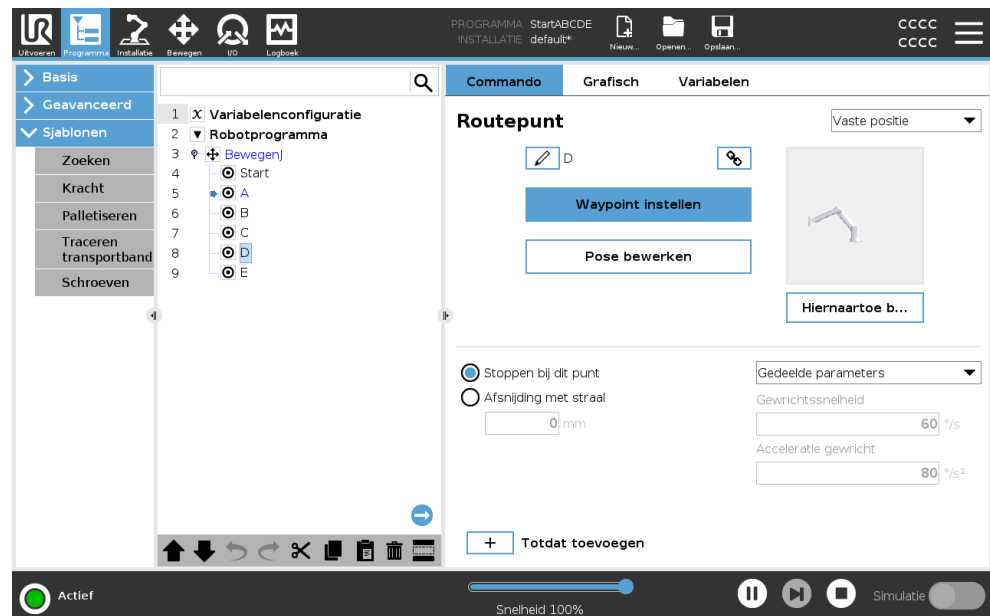 UR
Uitvoeren
Programma
Installatie
Bewegen
I/O
Logboek
PROGRAMMA StartABCDE
INSTALLATIE default*
Nieuw...
Openen...
Opslaan...
cccc
cccc
Basis
Geavanceerd
Sjablonen
Zoeken
Kracht
Palletiseren
Traceren
transportband
Schroeven
1 x Variabelenconfiguratie
2 Robotprogramma
3 BewegenJ
4 Start
5 A
6 B
7 C
8 D
9 E
Commando
Grafisch
Variabelen
Routepunt
Vaste positie
D
Waypoint instellen
Pose bewerken
Hiernaartoe b...
Stoppen bij dit punt
Afsnijding met straal
0 mm
Gedeelde parameters
Gewrichtssnelheid
60 °/s
Acceleratie gewricht
80 °/s²
+ Totdat toevoegen
Actief
Snelheid 100%
Simulatie